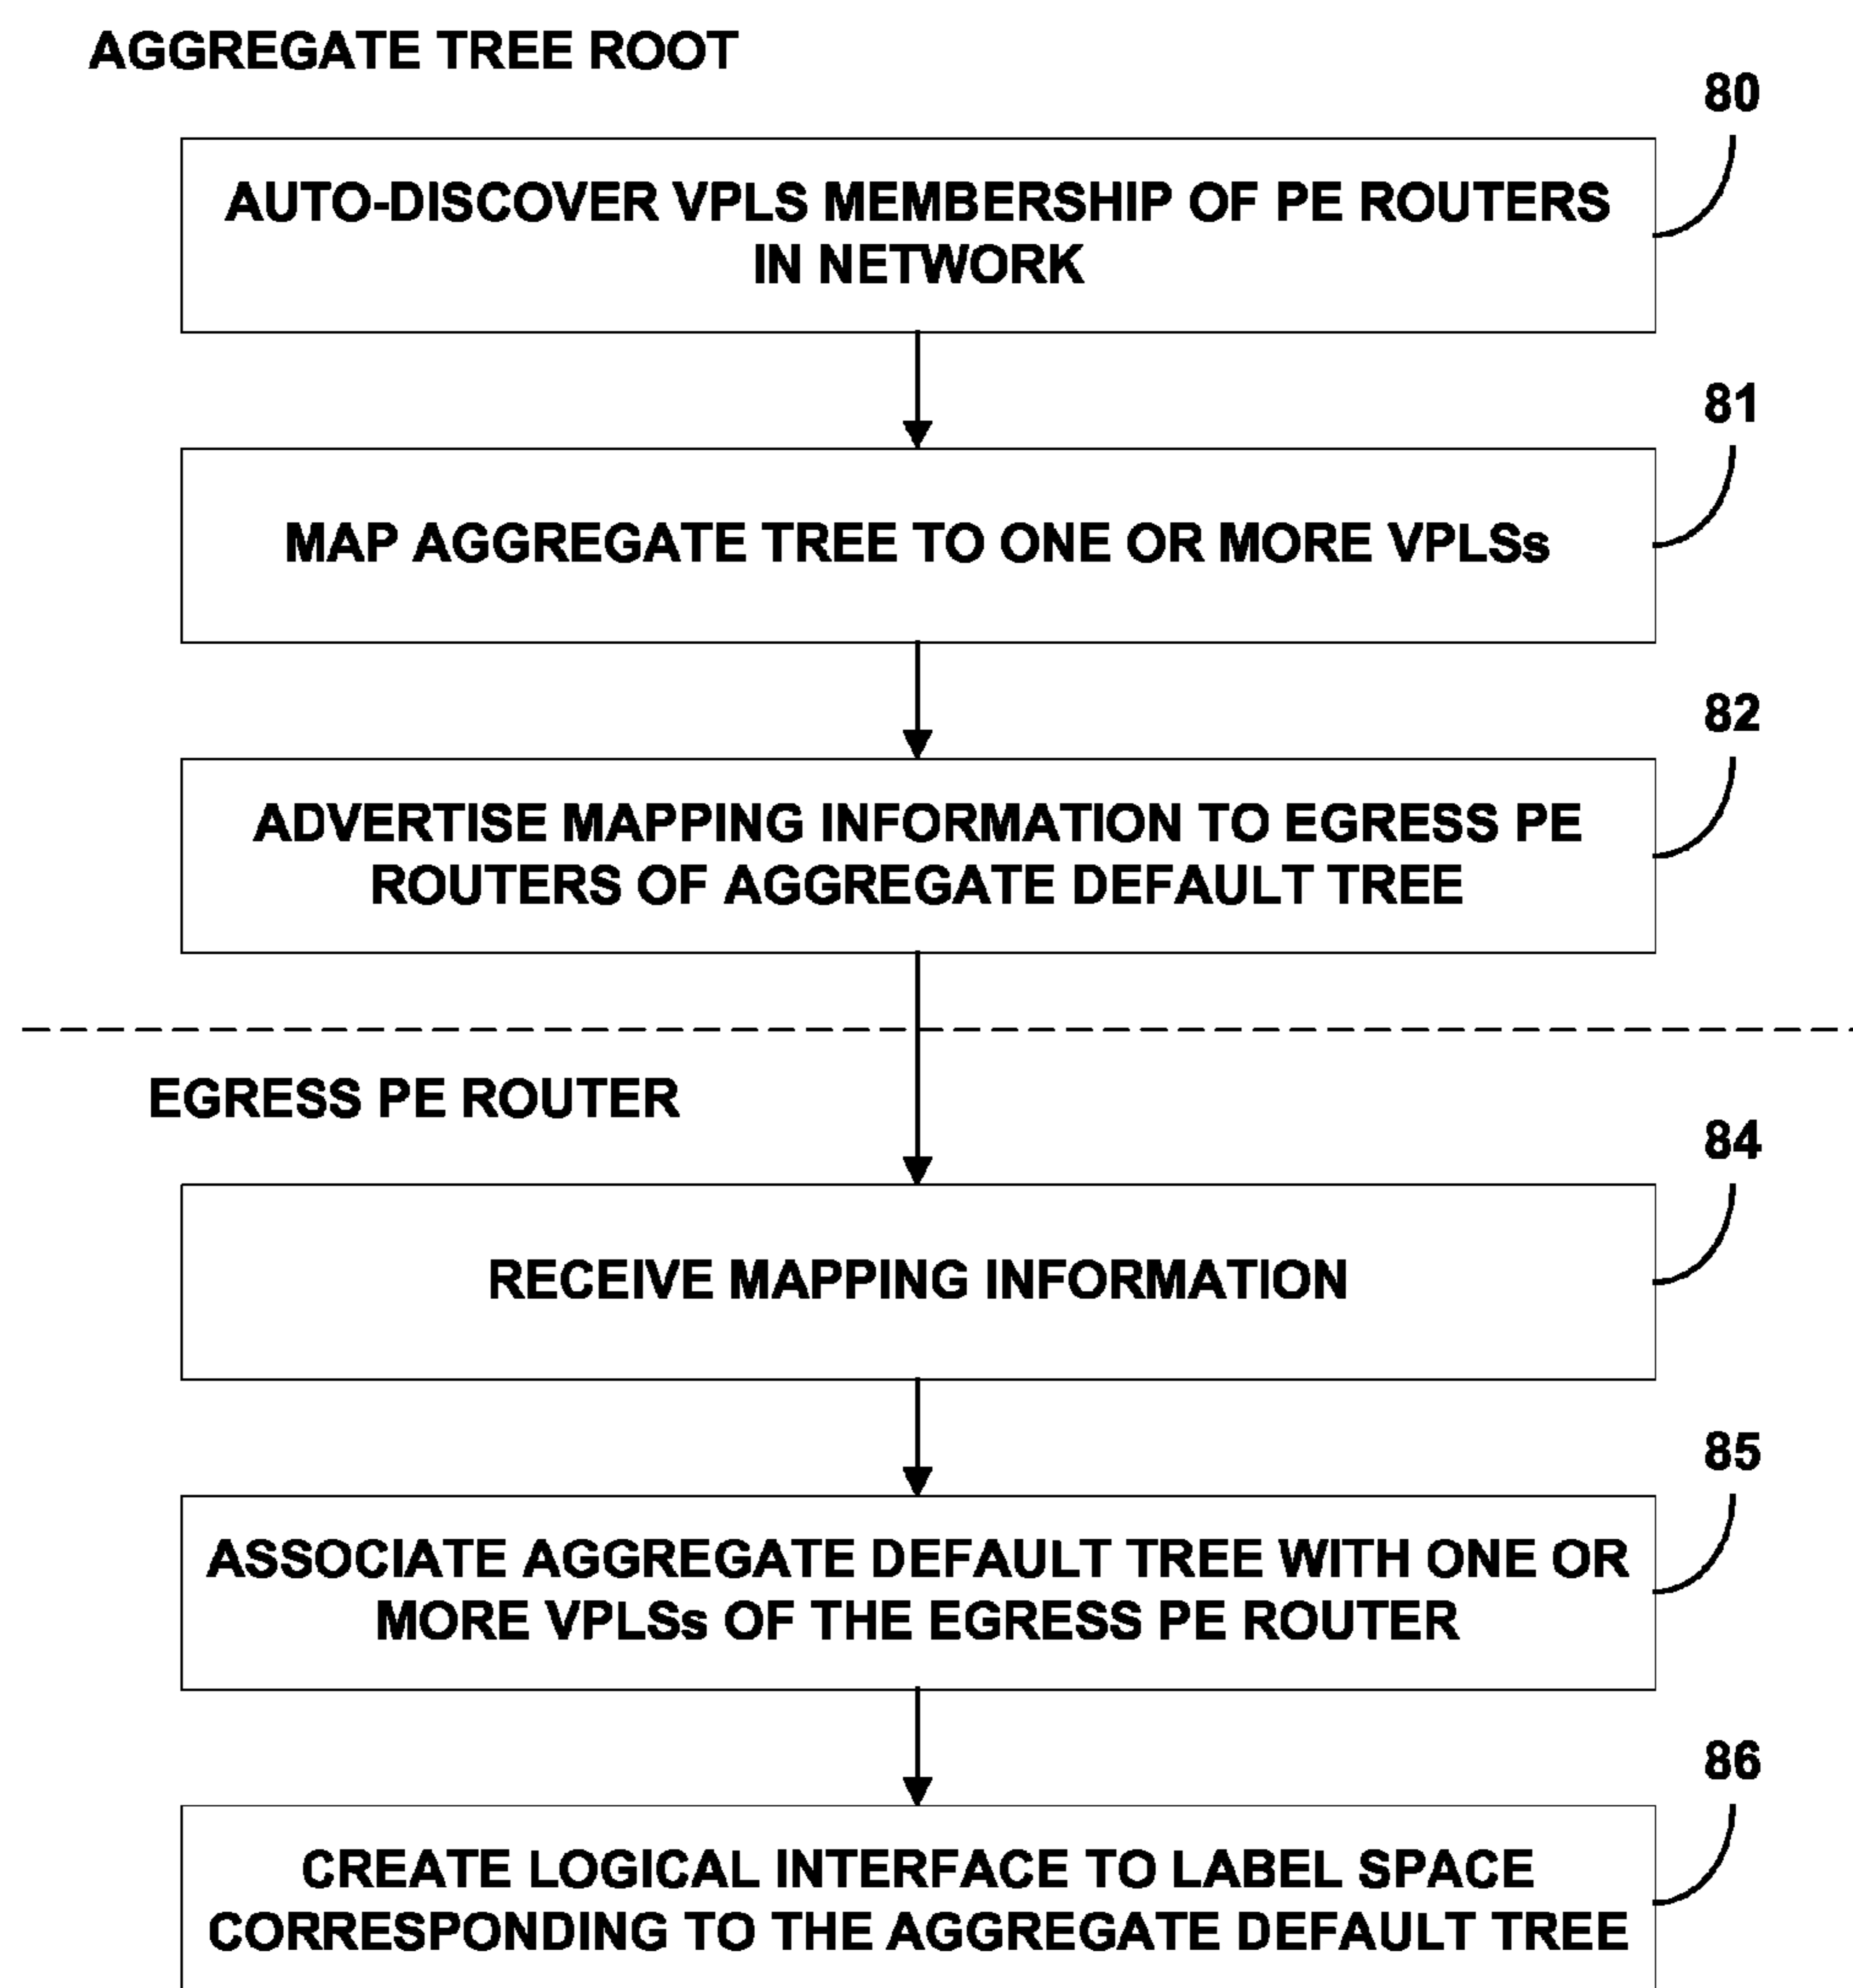 AGGREGATE TREE ROOT
80
AUTO-DISCOVER VPLS MEMBERSHIP OF PE ROUTERS
IN NETWORK
81
MAP AGGREGATE TREE TO ONE OR MORE VPLSs
82
ADVERTISE MAPPING INFORMATION TO EGRESS PE
ROUTERS OF AGGREGATE DEFAULT TREE
EGRESS PE ROUTER
84
RECEIVE MAPPING INFORMATION
85
ASSOCIATE AGGREGATE DEFAULT TREE WITH ONE OR
MORE VPLSs OF THE EGRESS PE ROUTER
86
CREATE LOGICAL INTERFACE TO LABEL SPACE
CORRESPONDING TO THE AGGREGATE DEFAULT TREE